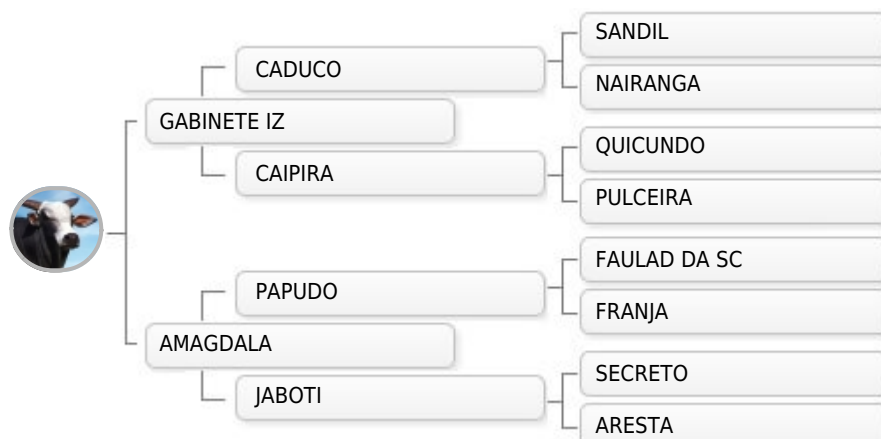 SANDIL
CADUCO
NAIRANGA
GABINETE IZ
QUICUNDO
CAIPIRA
PULCEIRA
FAULAD DA SC
PAPUDO
FRANJA
AMAGDALA
SECRETO
JABOTI
ARESTA